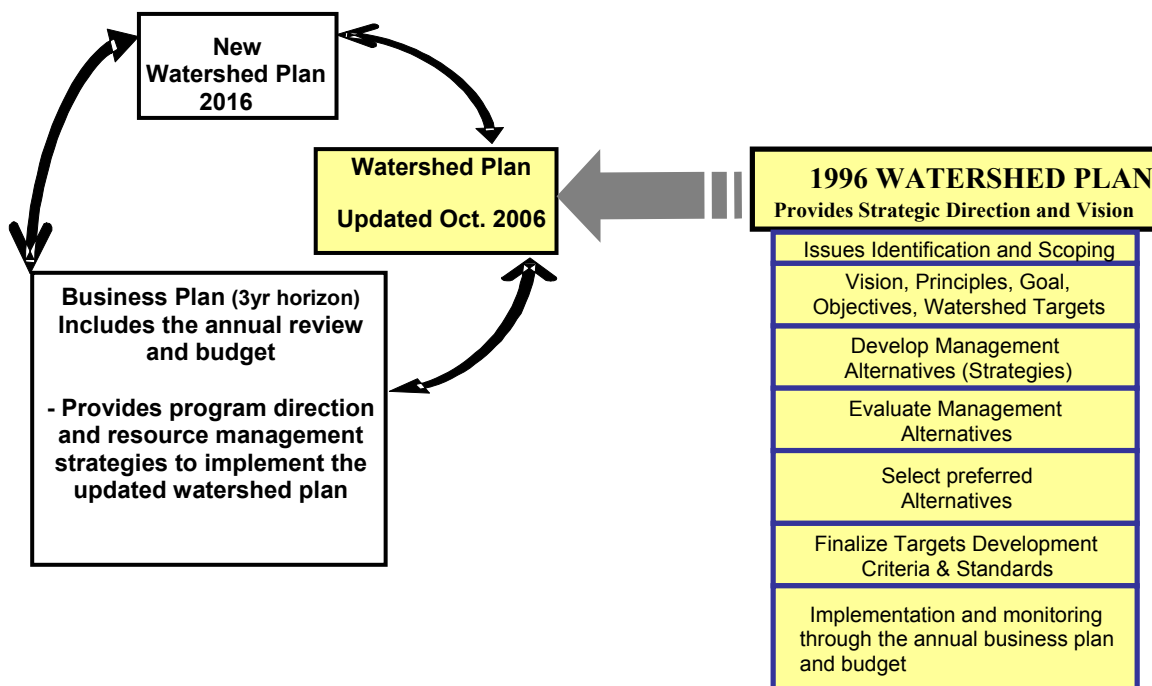 New
Watershed Plan
2016
Watershed Plan
Updated Oct. 2006
Business Plan (3yr horizon)
Includes the annual review
and budget
- Provides program direction
and resource management
strategies to implement the
updated watershed plan
1996 WATERSHED PLAN
Provides Strategic Direction and Vision
Issues Identification and Scoping
Vision, Principles, Goal,
Objectives, Watershed Targets
Develop Management
Alternatives (Strategies)
Evaluate Management
Alternatives
Select preferred
Alternatives
Finalize Targets Development
Criteria & Standards
Implementation and monitoring
through the annual business plan
and budget